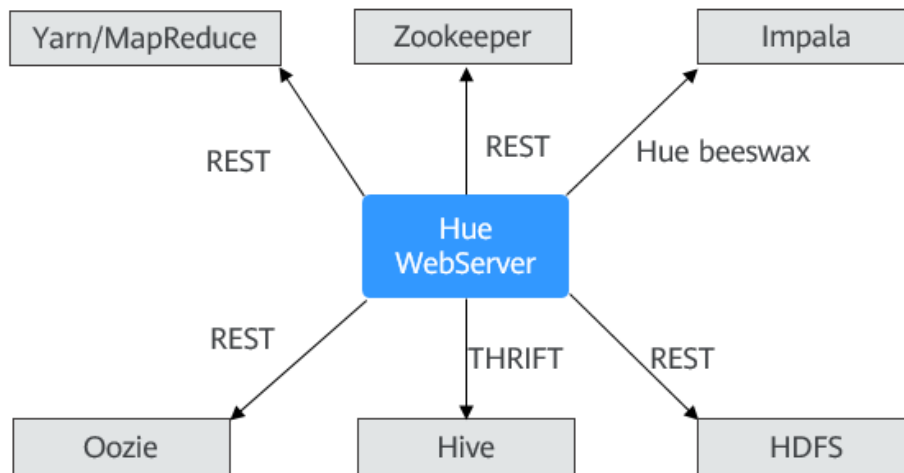 Yarn/MapReduce
Zookeeper
Impala
REST
REST
Hue beeswax
Hue
WebServer
REST
THRIFT
REST
Oozie
Hive
HDFS